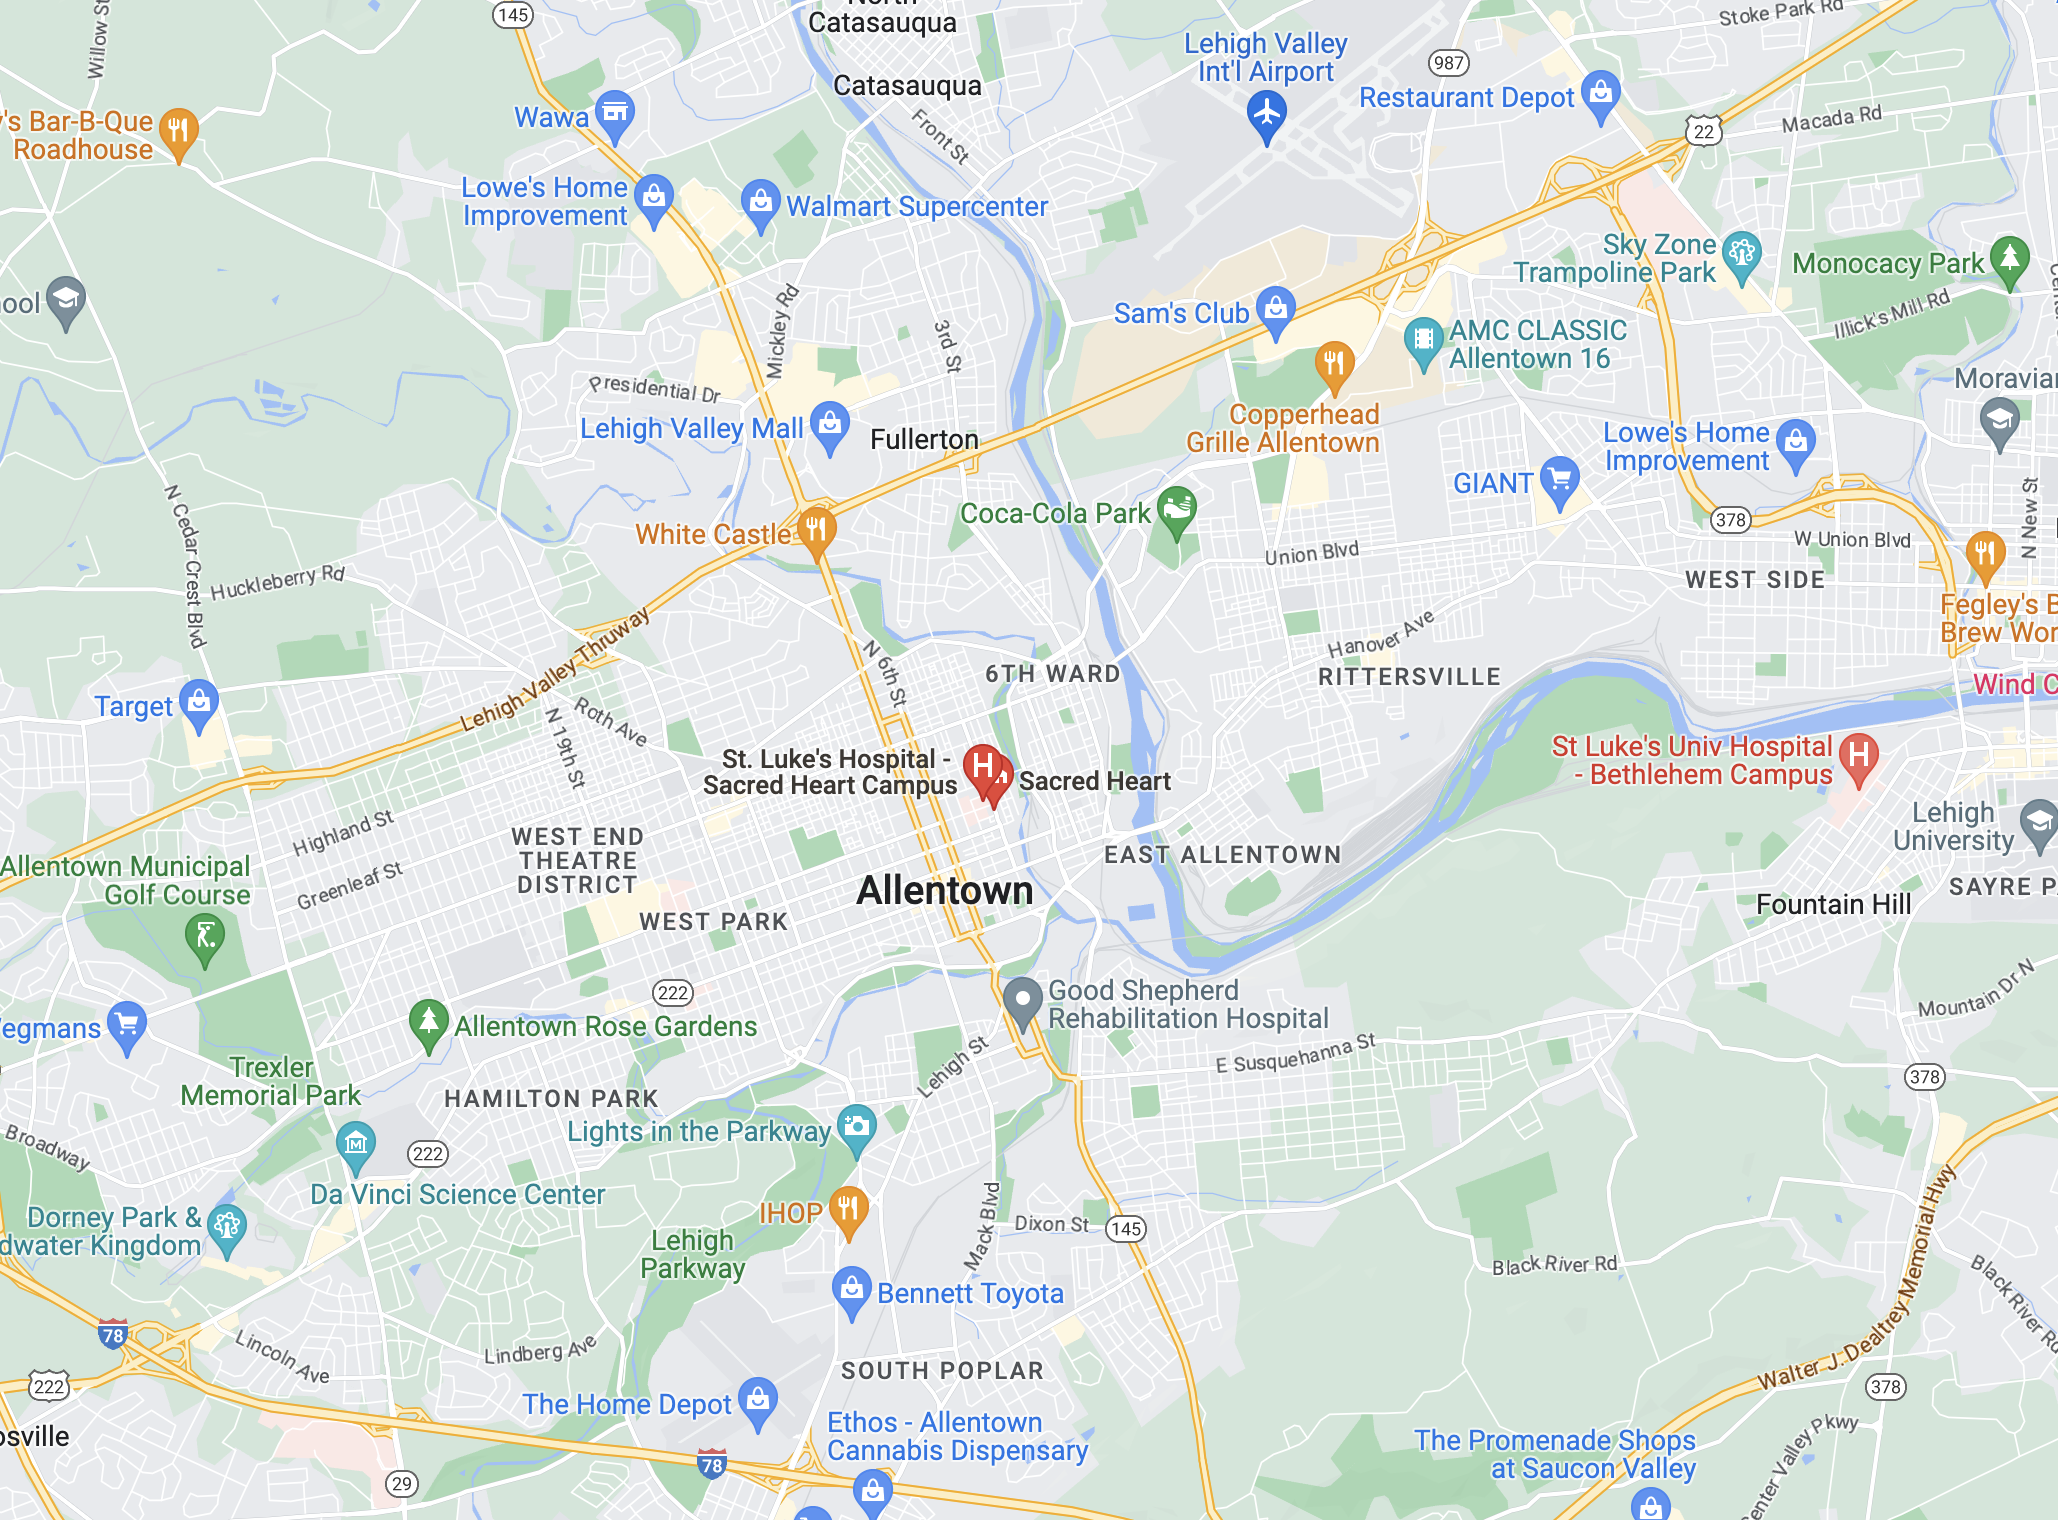 145
North
Catasauqua
Stoke Park Rd
Willow St
Lehigh Valley
Int'l Airport
987
Catasauqua
Restaurant Depot
Wawa
Front St
22
Macada Rd
's Bar-B-Que
Roadhouse
Lowe's Home
Improvement
Walmart Supercenter
Sky Zone
Trampoline Park
Monocacy Park
ool
Mickley Rd
3rd St
Sam's Club
Illick's Mill Rd
AMC CLASSIC
Allentown 16
Presidential Dr
Moravian
Lehigh Valley Mall
Fullerton
Copperhead
Grille Allentown
Lowe's Home
Improvement
GIANT
N Cedar Crest Blvd
Coca-Cola Park
White Castle
378
N New St
W Union Blvd
Union Blvd
Huckleberry Rd
WEST SIDE
Fegley's B
Brew Wor
Hanover Ave
Lehigh Valley Thruway
N 6th St
6TH WARD
RITTERSVILLE
Wind C
Target
Roth Ave
N 19th St
St. Luke's Hospital -
Sacred Heart Campus
Sacred Heart
St Luke's Univ Hospital
- Bethlehem Campus
Highland St
Lehigh
University
WEST END
THEATRE
DISTRICT
EAST ALLENTOWN
Allentown Municipal
Golf Course
Greenleaf St
Allentown
SAYRE P
Fountain Hill
WEST PARK
222
Good Shepherd
Rehabilitation Hospital
Mountain Dr N
egmans
Allentown Rose Gardens
E Susquehanna St
Trexler
Memorial Park
Lehigh St
378
HAMILTON PARK
Lights in the Parkway
Broadway
222
Da Vinci Science Center
Dorney Park &
dwater Kingdom
IHOP
Mack Blvd
Dixon St
145
Lehigh
Parkway
Black River Rd
Walter J. Dealtrey Memorial Hwy
Black River Rd
Bennett Toyota
78
Lincoln Ave
Lindberg Ave
SOUTH POPLAR
222
378
The Home Depot
Ethos - Allentown
Cannabis Dispensary
osville
78
The Promenade Shops
at Saucon Valley
Center Valley Pkwy
29